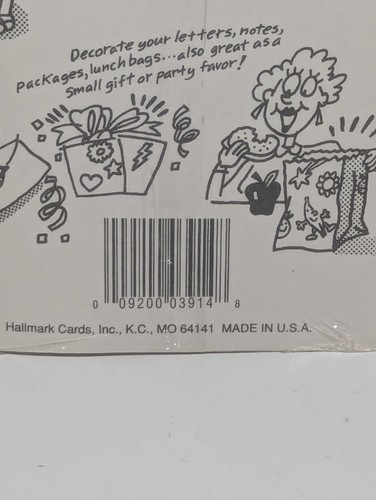 Decorate your letters, notes,
packages, lunch bags...also great as a
small gift or party favor!
0 09200 03914 8
Hallmark Cards, Inc., K.C., MO 64141 MADE IN U.S.A.